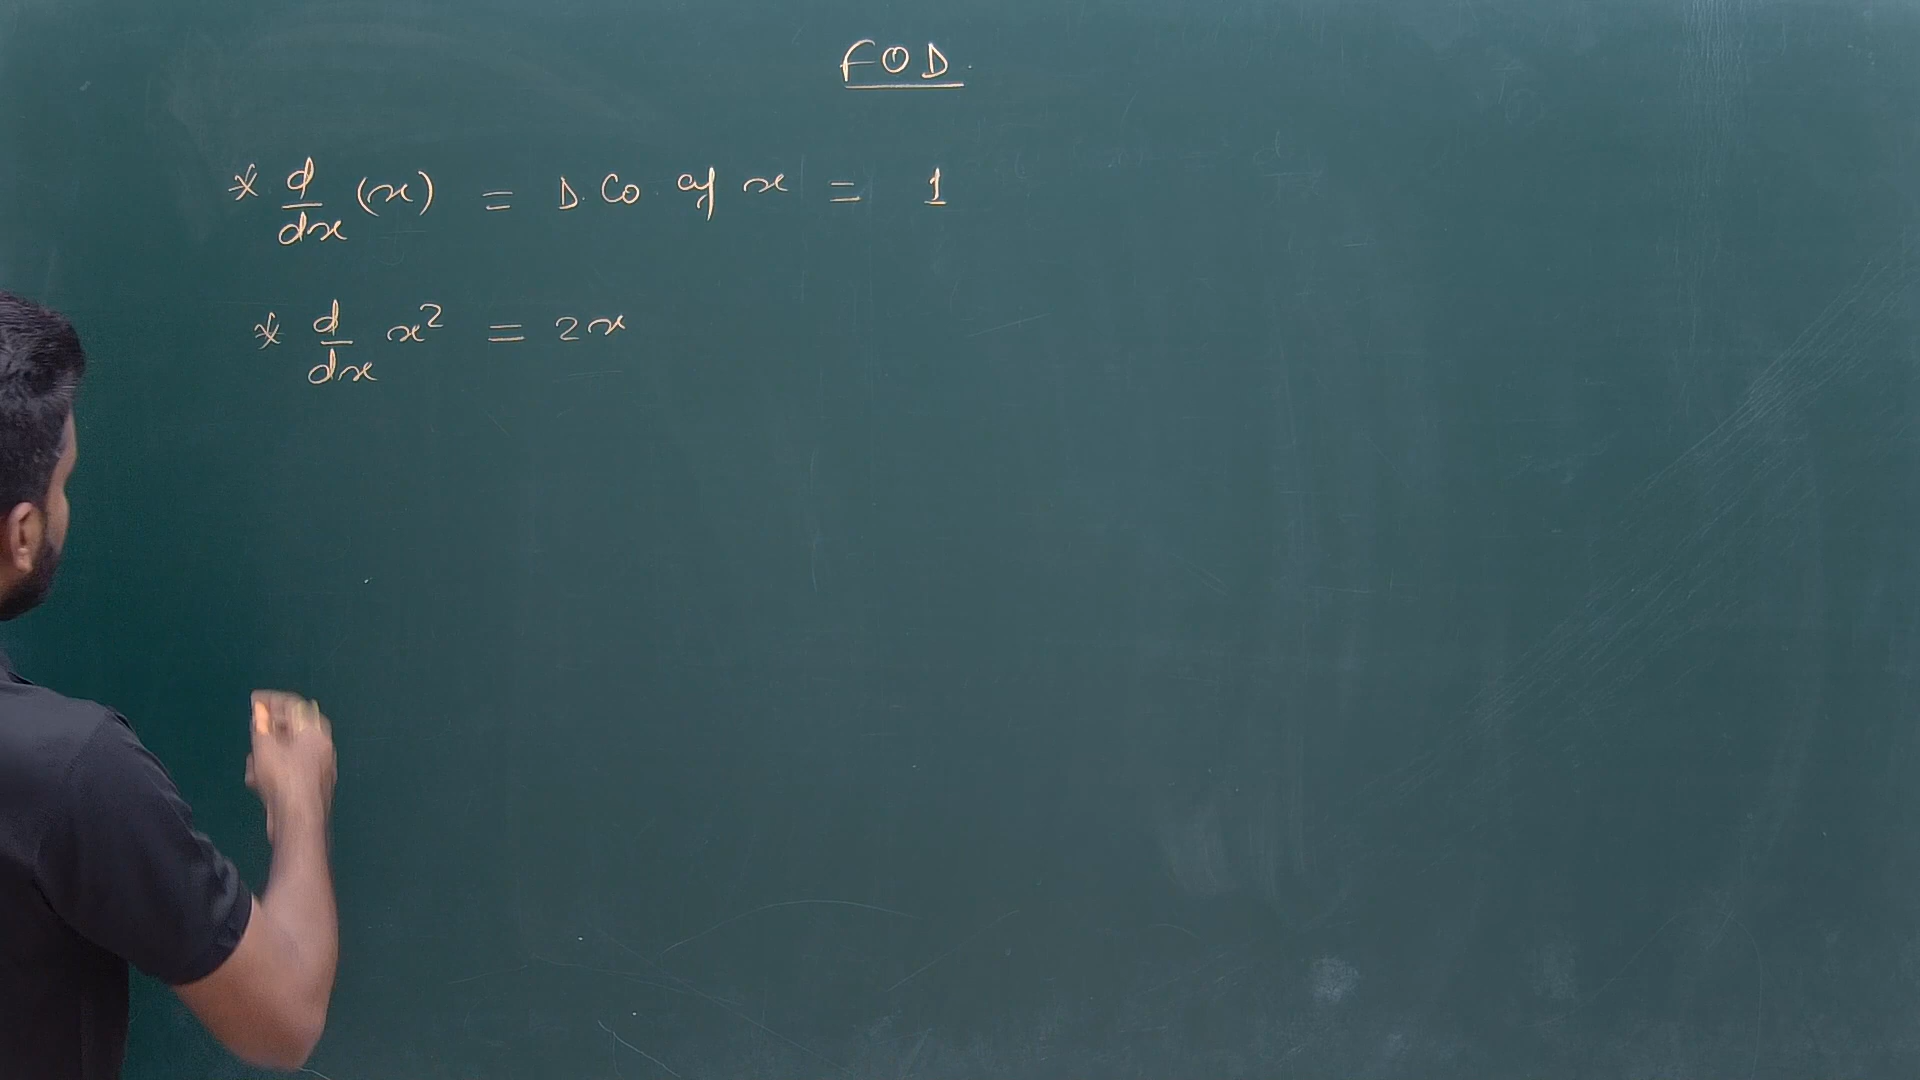 FOD.
* d/dx (x) = D.Co of x = 1
* d/dx x² = 2x